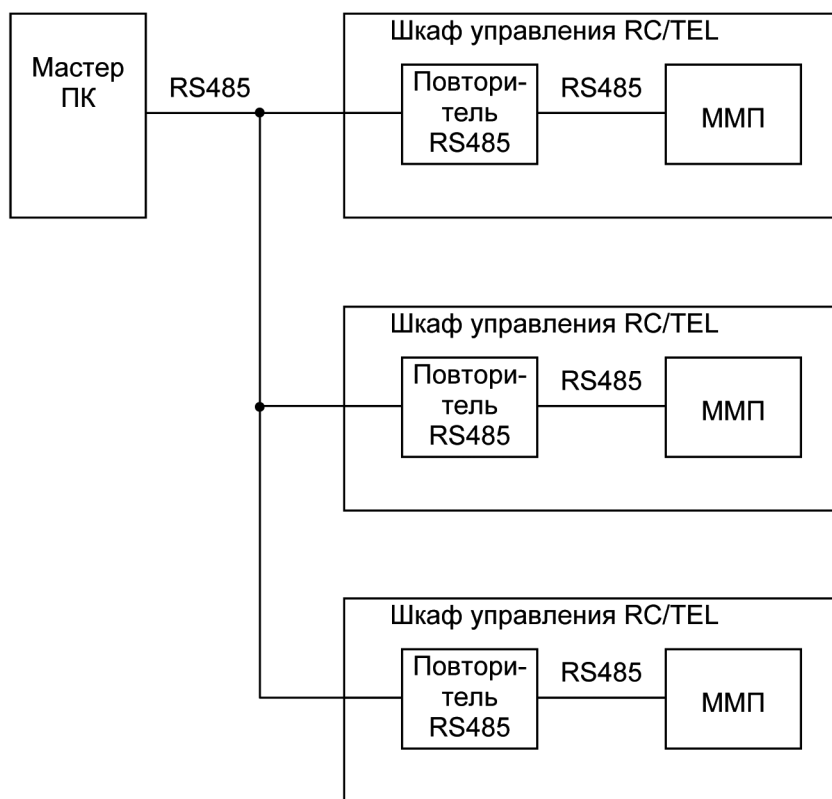 Мастер
ПК
RS485
Шкаф управления RC/TEL
Повтори-
тель
RS485
RS485
ММП
Шкаф управления RC/TEL
Повтори-
тель
RS485
RS485
ММП
Шкаф управления RC/TEL
Повтори-
тель
RS485
RS485
ММП